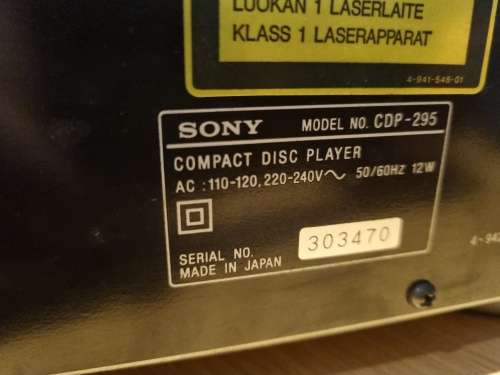 LUOKAN 1 LASERLAITE
KLASS 1 LASERAPPARAT
4-941-548-01
SONY MODEL NO. CDP-295
COMPACT DISC PLAYER
AC :110-120,220-240V～ 50/60HZ 12W
SERIAL NO. 303470
MADE IN JAPAN